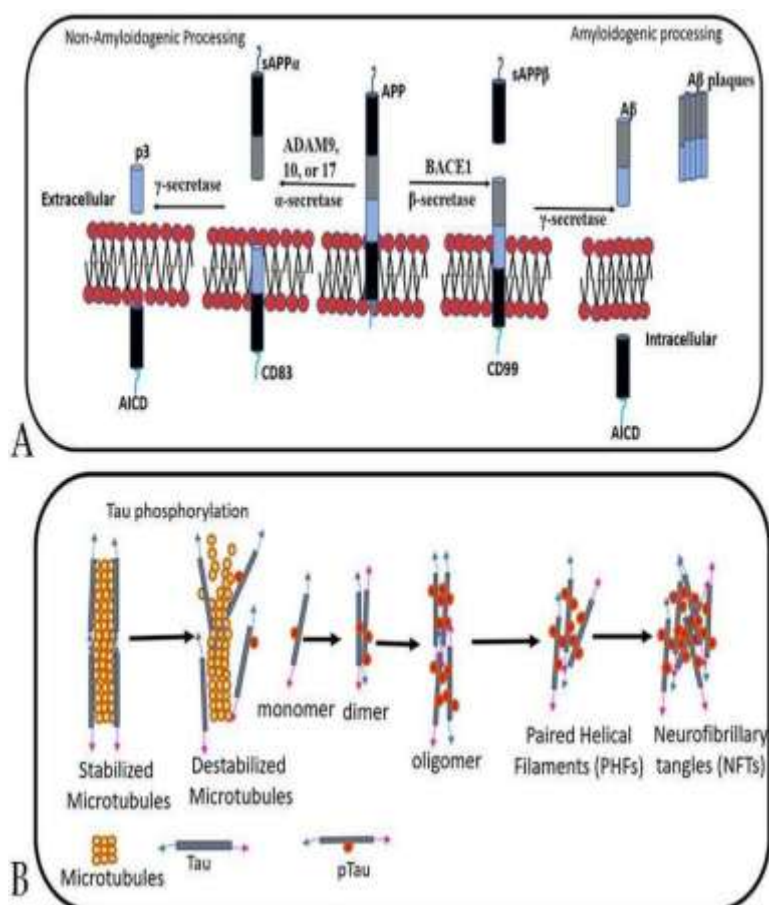 Non-Amyloidogenic Processing
Amyloidogenic processing
sAPPα
APP
sAPPβ
Aβ plaques
Aβ
p3
ADAM9,
10, or 17
α-secretase
BACE1
β-secretase
γ-secretase
γ-secretase
Extracellular
Intracellular
AICD
CD83
CD99
AICD
A
Tau phosphorylation
monomer
dimer
oligomer
Paired Helical
Filaments (PHFs)
Neurofibrillary
tangles (NFTs)
Stabilized
Microtubules
Destabilized
Microtubules
Microtubules
Tau
pTau
B